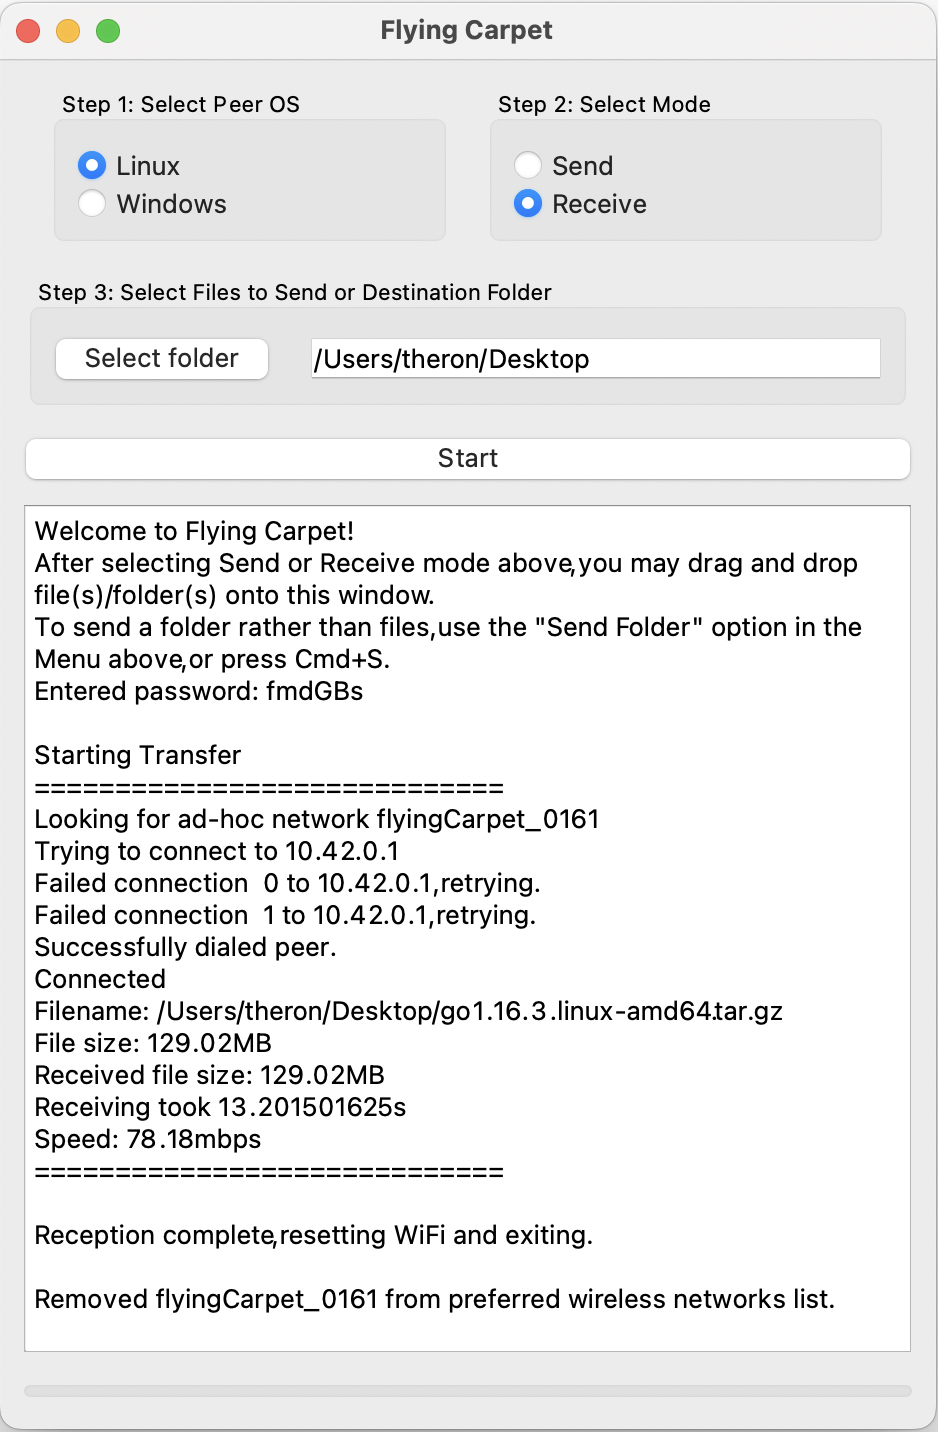 Flying Carpet
Step 1: Select Peer OS
Linux
Windows
Step 2: Select Mode
Send
Receive
Step 3: Select Files to Send or Destination Folder
Select folder
/Users/theron/Desktop
Start
Welcome to Flying Carpet!
After selecting Send or Receive mode above,you may drag and drop
file(s)/folder(s) onto this window.
To send a folder rather than files,use the "Send Folder" option in the
Menu above,or press Cmd+S.
Entered password: fmdGBs
Starting Transfer
=============================
Looking for ad-hoc network flyingCarpet_0161
Trying to connect to 10.42.0.1
Failed connection  0 to 10.42.0.1,retrying.
Failed connection  1 to 10.42.0.1,retrying.
Successfully dialed peer.
Connected
Filename: /Users/theron/Desktop/go1.16.3.linux-amd64.tar.gz
File size: 129.02MB
Received file size: 129.02MB
Receiving took 13.201501625s
Speed: 78.18mbps
=============================
Reception complete,resetting WiFi and exiting.
Removed flyingCarpet_0161 from preferred wireless networks list.